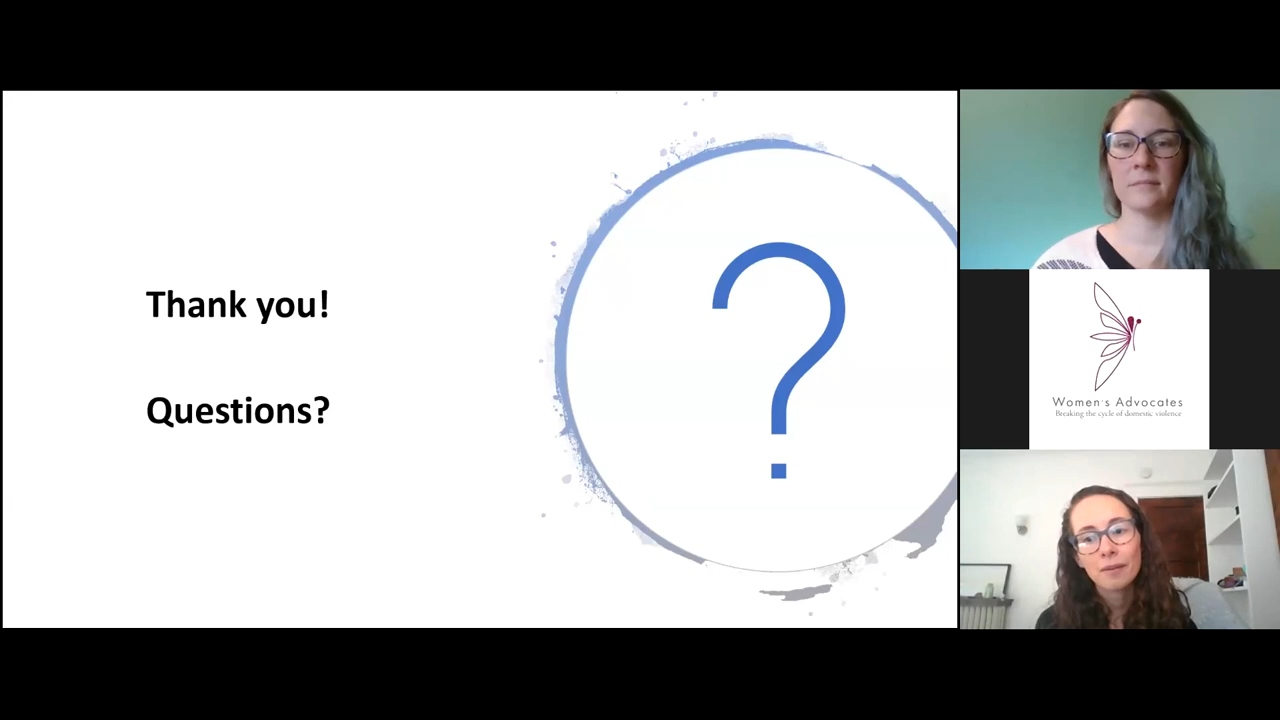 Thank you!
Questions?
Women's Advocates
Breaking the cycle of domestic violence